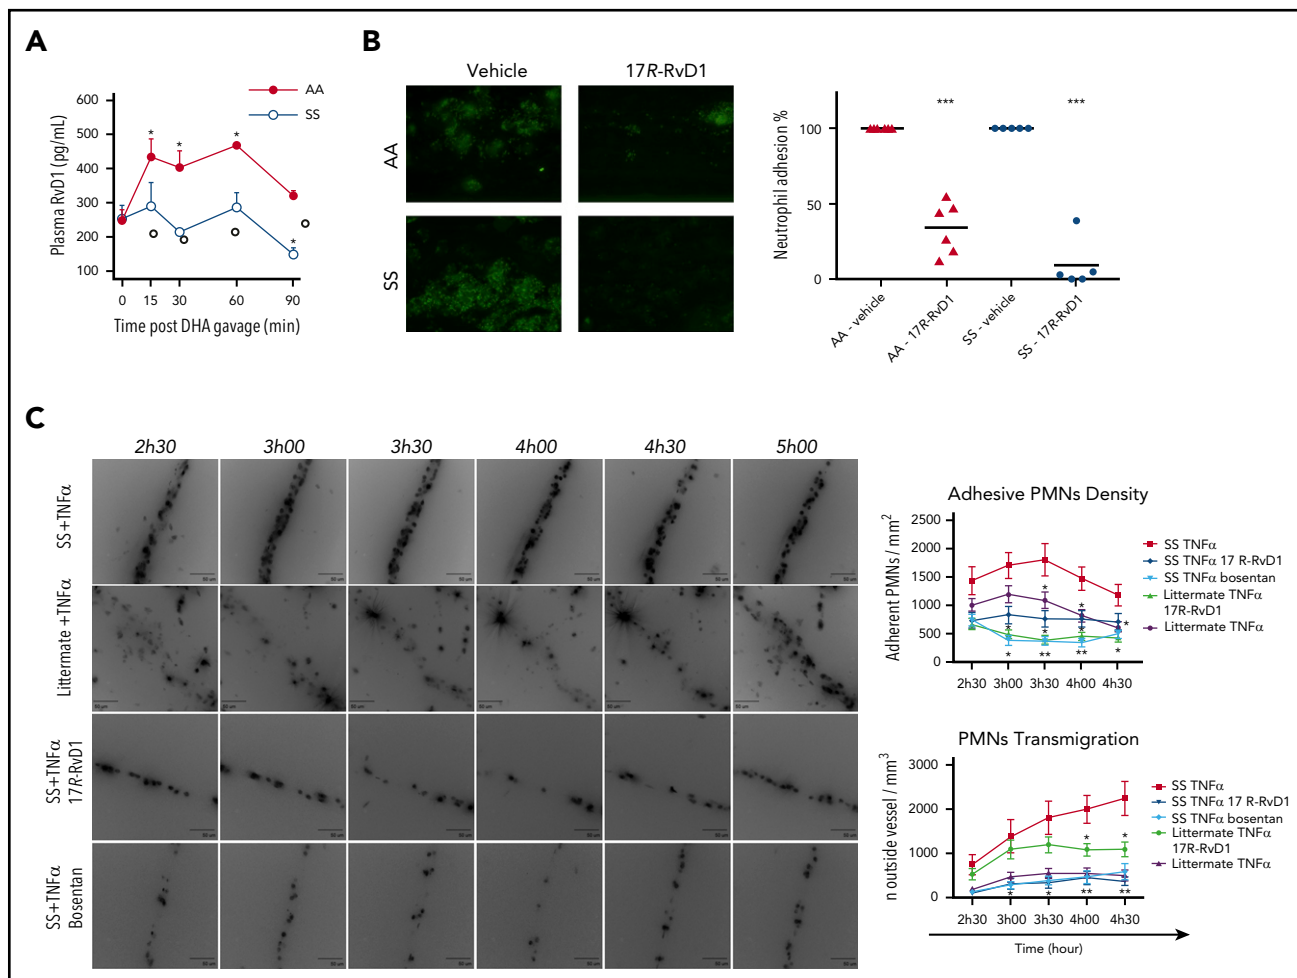 A
AA
SS
Plasma RvD1 (pg/mL)
600
500
400
300
200
100
*
*
*
*
0
15
30
60
90
Time post DHA gavage (min)
B
Vehicle
17R-RvD1
AA
SS
Neutrophil adhesion %
100
50
0
***
***
AA - vehicle
AA - 17R-RvD1
SS - vehicle
SS - 17R-RvD1
C
2h30
3h00
3h30
4h00
4h30
5h00
SS+TNFα
Littermate +TNFα
SS+TNFα
17R-RvD1
SS+TNFα
Bosentan
Adhesive PMNs Density
Adherent PMNs / mm2
2500
2000
1500
1000
500
0
2h30
3h00
3h30
4h00
4h30
*
*
*
*
*
*
*
**
**
*
SS TNFα
SS TNFα 17 R-RvD1
SS TNFα bosentan
Littermate TNFα
17R-RvD1
Littermate TNFα
PMNs Transmigration
n outside vessel / mm3
3000
2000
1000
0
*
*
*
*
**
**
2h30
3h00
3h30
4h00
4h30
SS TNFα
SS TNFα 17 R-RvD1
SS TNFα bosentan
Littermate TNFα
17R-RvD1
Littermate TNFα
Time (hour)